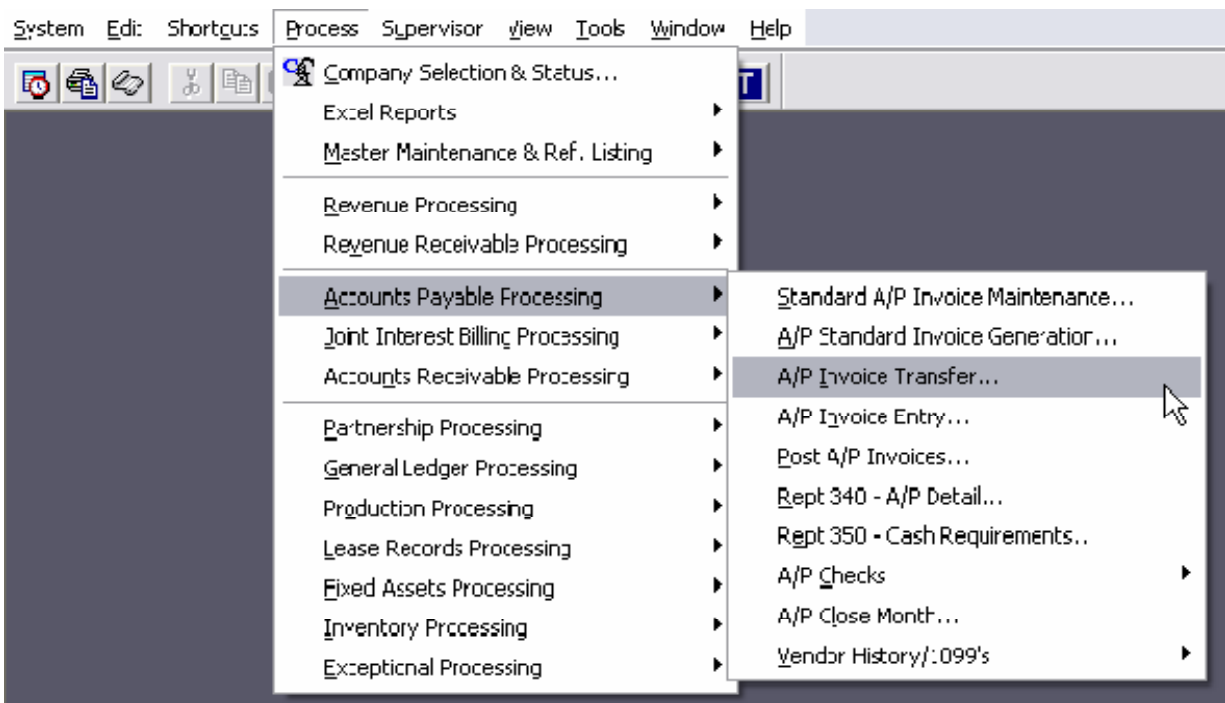 System Edit Shortcuts Process Supervisor View Tools Window Help
Company Selection & Status...
Excel Reports
Master Maintenance & Ref. Listing
Revenue Processing
Revenue Receivable Processing
Accounts Payable Processing
Joint Interest Billing Processing
Accounts Receivable Processing
Partnership Processing
General Ledger Processing
Production Processing
Lease Records Processing
Fixed Assets Processing
Inventory Processing
Exceptional Processing
Standard A/P Invoice Maintenance...
A/P Standard Invoice Generation...
A/P Invoice Transfer...
A/P Invoice Entry...
Post A/P Invoices...
Rept 340 - A/P Detail...
Rept 350 - Cash Requirements..
A/P Checks
A/P Close Month...
Vendor History/1099's
T